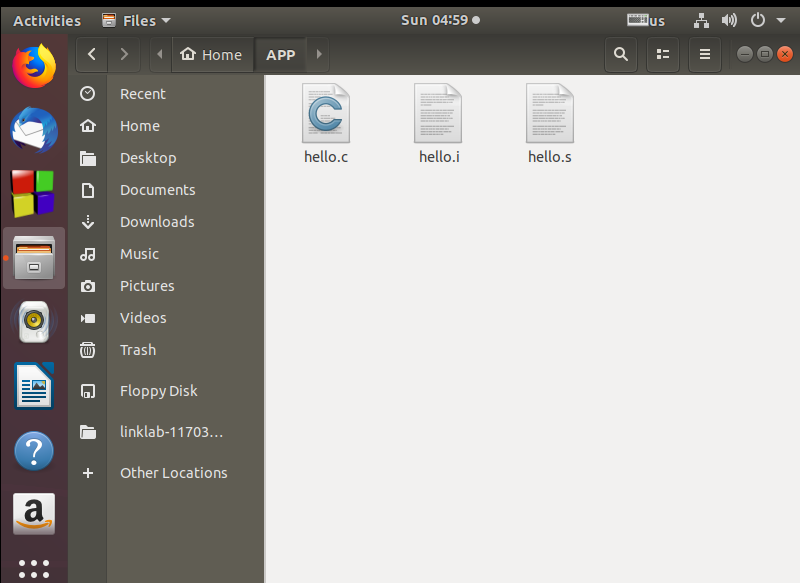 Activities Files Sun 04:59 us
Home APP
Recent
Home
Desktop
Documents
Downloads
Music
Pictures
Videos
Trash
Floppy Disk
linklab-11703...
Other Locations
hello.c hello.i hello.s